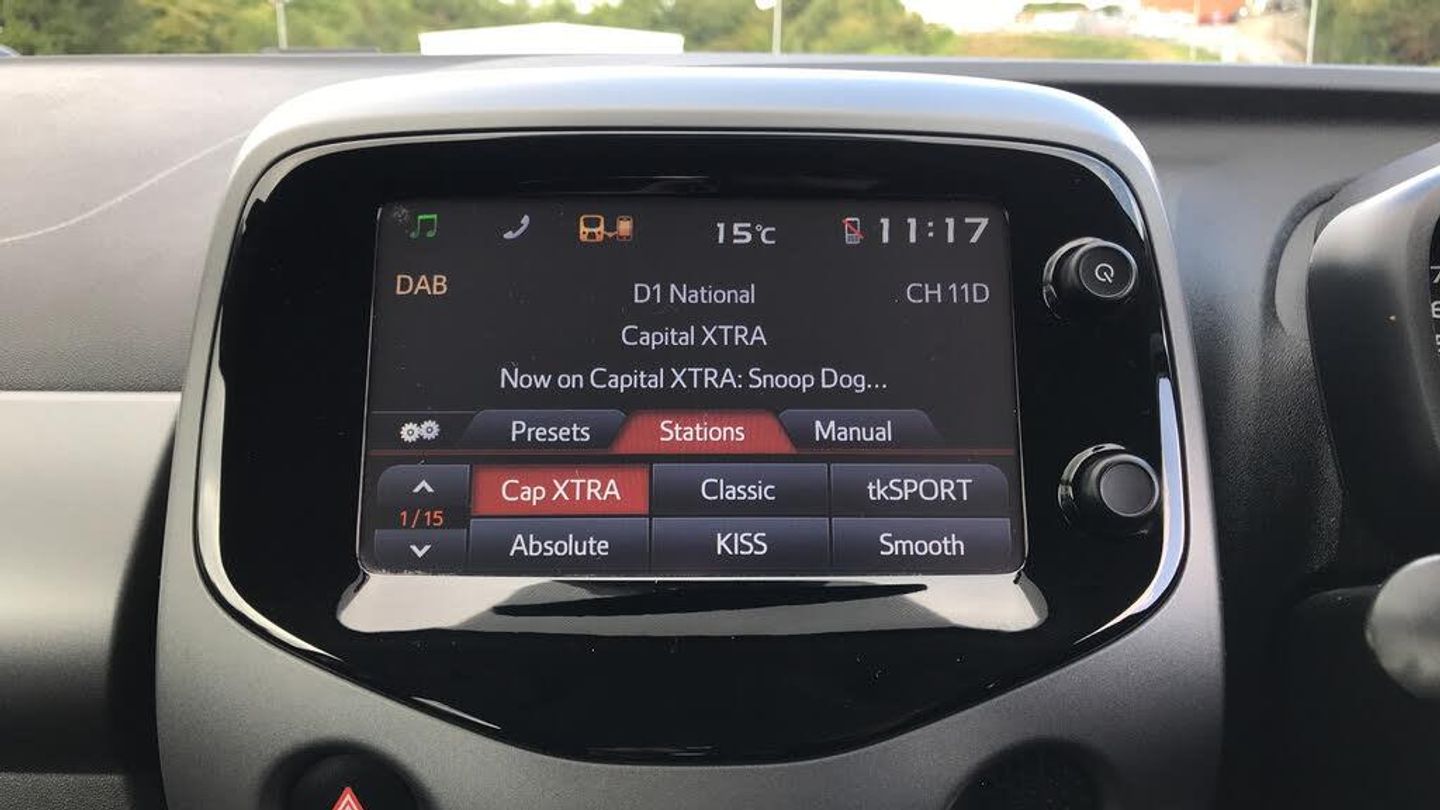 15°C 11:17
DAB D1 National CH 11D
Capital XTRA
Now on Capital XTRA: Snoop Dog...
Presets Stations Manual
Cap XTRA Classic tkSPORT
1/15
Absolute KISS Smooth